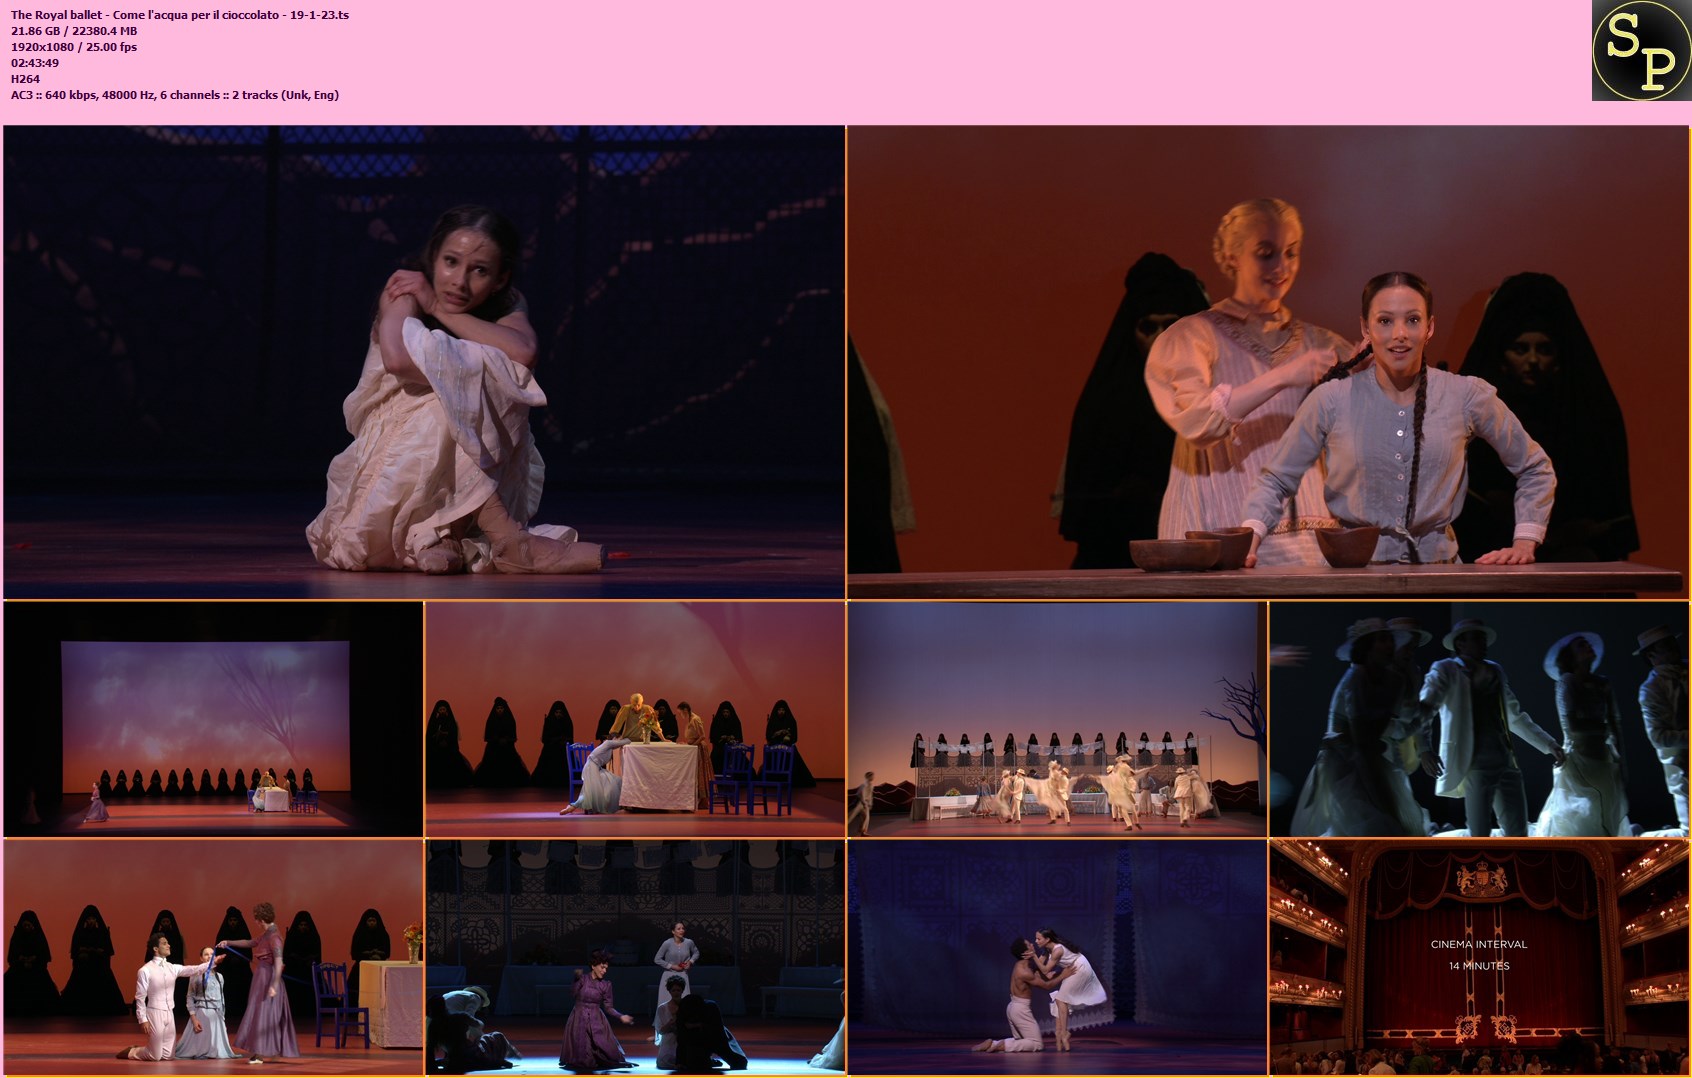 The Royal ballet - Come l'acqua per il cioccolato - 19-1-23.ts
21.86 GB / 22380.4 MB
1920x1080 / 25.00 fps
02:43:49
H264
AC3 :: 640 kbps, 48000 Hz, 6 channels :: 2 tracks (Unk, Eng)
SP
CINEMA INTERVAL
14 MINUTES